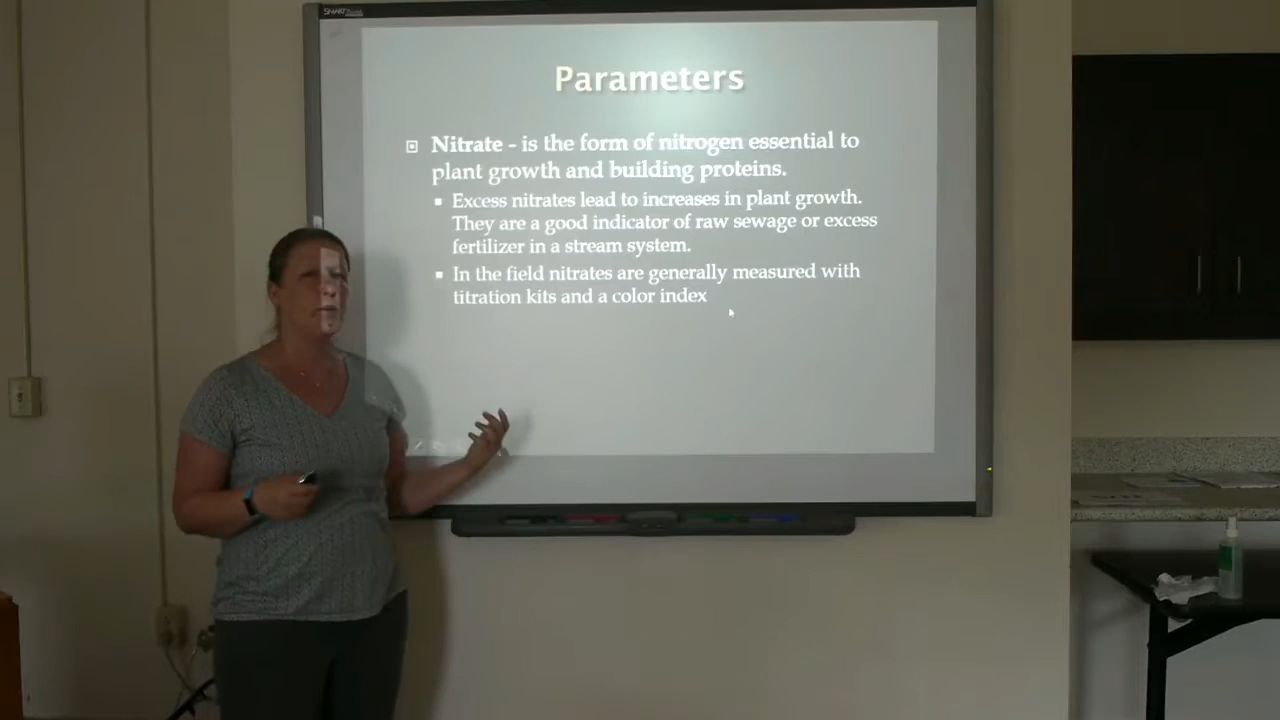 SMART
Parameters
Nitrate - is the form of nitrogen essential to
plant growth and building proteins.
Excess nitrates lead to increases in plant growth.
They are a good indicator of raw sewage or excess
fertilizer in a stream system.
In the field nitrates are generally measured with
titration kits and a color index